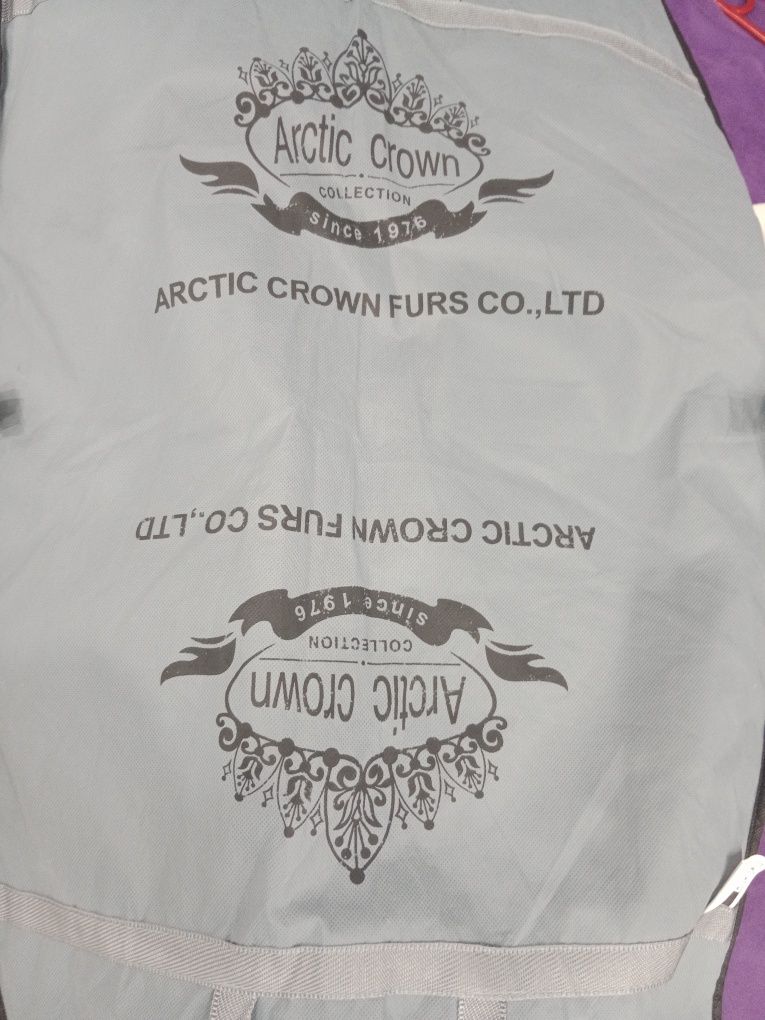 Arctic Crown
COLLECTION
since 1976
ARCTIC CROWN FURS CO.,LTD
ARCTIC CROWN FURS CO.,LTD
since 1976
COLLECTION
Arctic crown